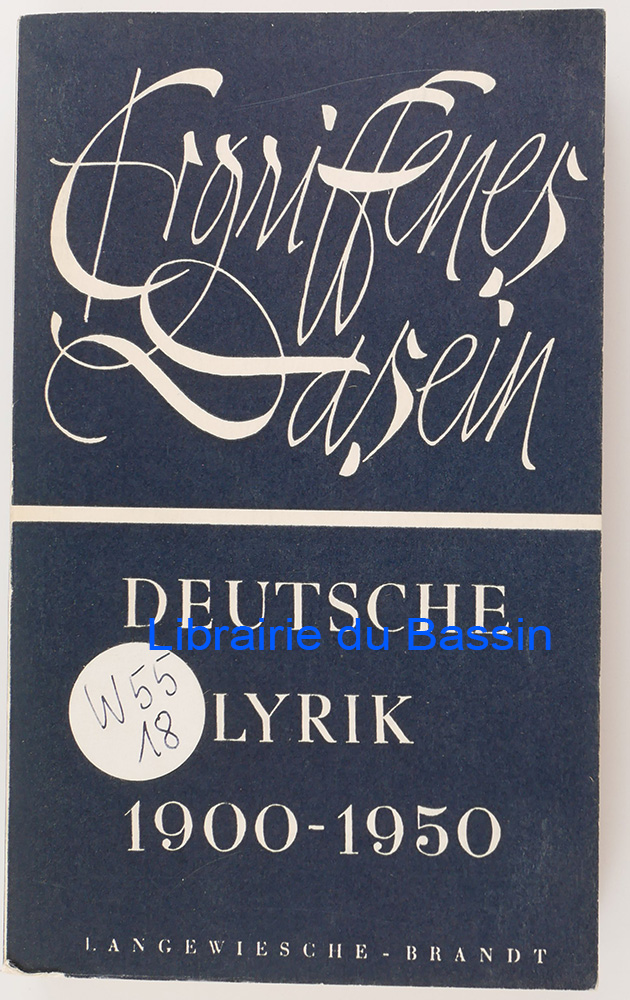 Ergriffenes
Dasein
DEUTSCHE
Librairie du Bassin
W55
18
LYRIK
1900-1950
LANGEWIESCHE-BRANDT